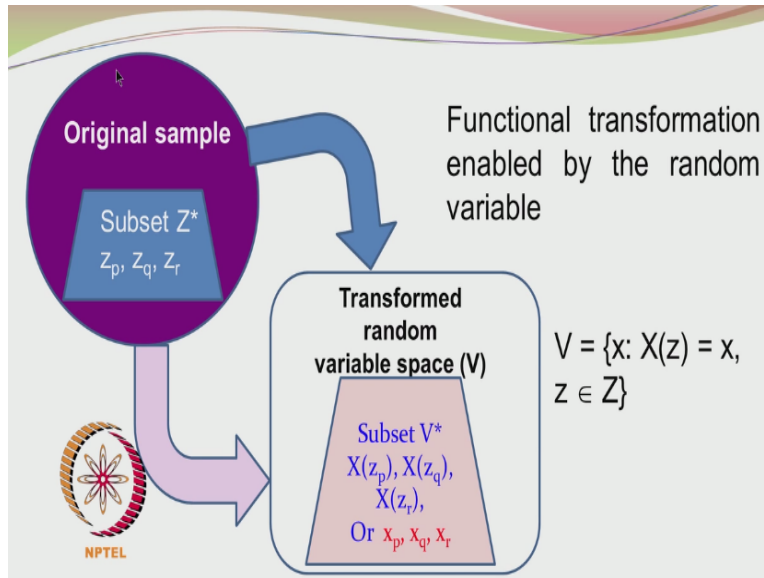 Original sample
Subset Z*
zp, zq, zr
Functional transformation
enabled by the random
variable
Transformed
random
variable space (V)
Subset V*
X(zp), X(zq),
X(zr),
Or xp, xq, xr
V = {x: X(z) = x,
z ∈ Z}
NPTEL